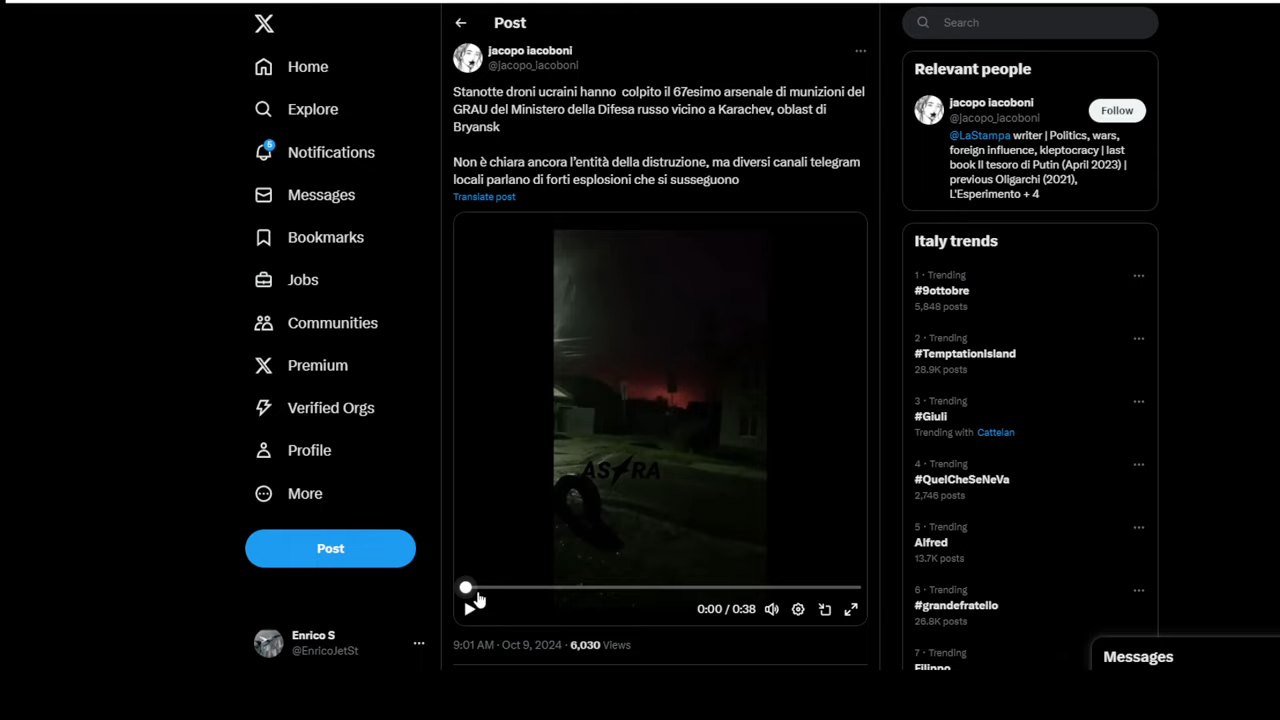 Home
Explore
5
Notifications
Messages
Bookmarks
Jobs
Communities
Premium
Verified Orgs
Profile
More
Post
Enrico S
@EnricoJetSt
Post
jacopo iacoboni
@jacopo_iacoboni
Stanotte droni ucraini hanno colpito il 67esimo arsenale di munizioni del
GRAU del Ministero della Difesa russo vicino a Karachev, oblast di
Bryansk
Non è chiara ancora l'entità della distruzione, ma diversi canali telegram
locali parlano di forti esplosioni che si susseguono
Translate post
ASTRA
0:00 / 0:38
9:01 AM · Oct 9, 2024 · 6,030 Views
Search
Relevant people
jacopo iacoboni
@jacopo_iacoboni
Follow
@LaStampa writer | Politics, wars,
foreign influence, kleptocracy | last
book Il tesoro di Putin (April 2023) |
previous Oligarchi (2021),
L'Esperimento + 4
Italy trends
1 · Trending
#9ottobre
5,848 posts
2 · Trending
#TemptationIsland
28.9K posts
3 · Trending
#Giuli
Trending with Cattelan
4 · Trending
#QuelCheSeNeVa
2,746 posts
5 · Trending
Alfred
13.7K posts
6 · Trending
#grandefratello
26.8K posts
7 · Trending
Filippo
Messages